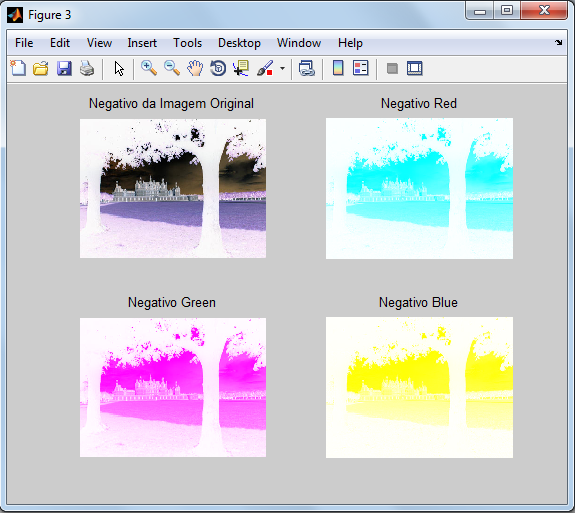 Figure 3
File Edit View Insert Tools Desktop Window Help
Negativo da Imagem Original
Negativo Red
Negativo Green
Negativo Blue